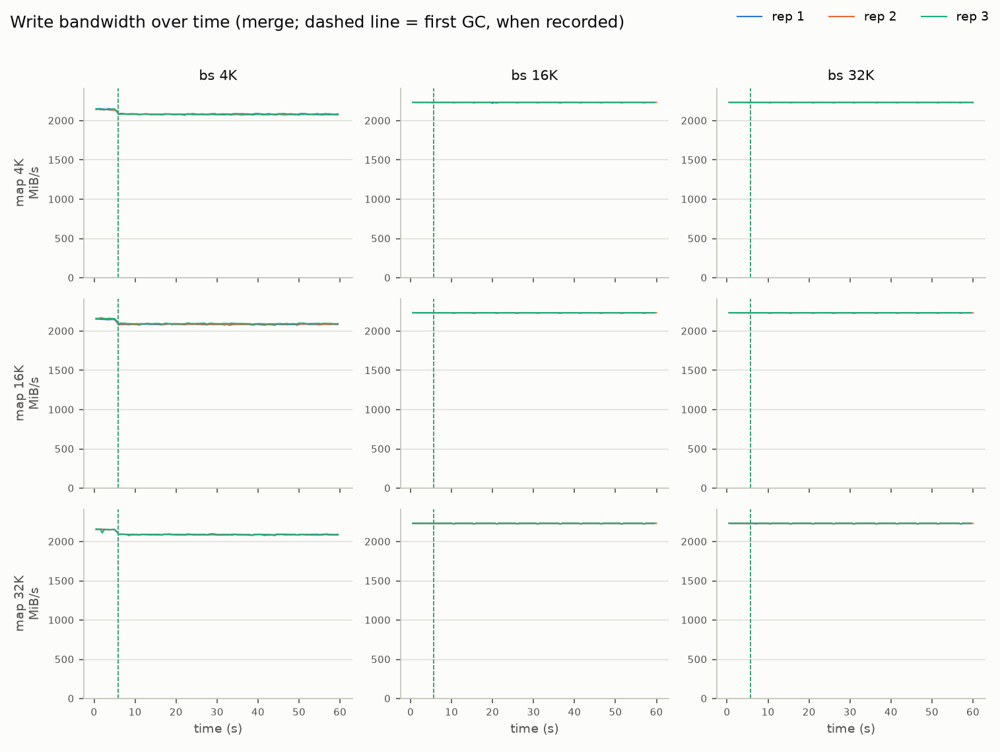 Write bandwidth over time (merge; dashed line = first GC, when recorded)
rep 1
rep 2
rep 3
bs 4K
bs 16K
bs 32K
map 4K
MiB/s
2000
1500
1000
500
0
2000
1500
1000
500
0
2000
1500
1000
500
0
map 16K
MiB/s
2000
1500
1000
500
0
2000
1500
1000
500
0
2000
1500
1000
500
0
map 32K
MiB/s
2000
1500
1000
500
0
2000
1500
1000
500
0
2000
1500
1000
500
0
0 10 20 30 40 50 60
0 10 20 30 40 50 60
0 10 20 30 40 50 60
time (s)
time (s)
time (s)